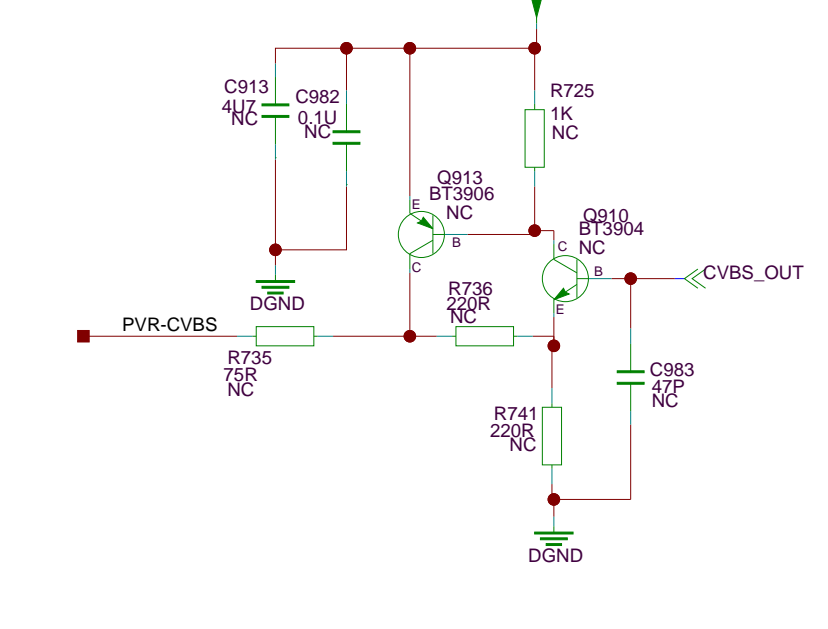 C913
4U7
NC
C982
0.1U
NC
R725
1K
NC
Q913
BT3906
NC
E
B
C
Q910
BT3904
NC
C
B
E
CVBS_OUT
DGND
R736
220R
NC
PVR-CVBS
R735
75R
NC
C983
47P
NC
R741
220R
NC
DGND